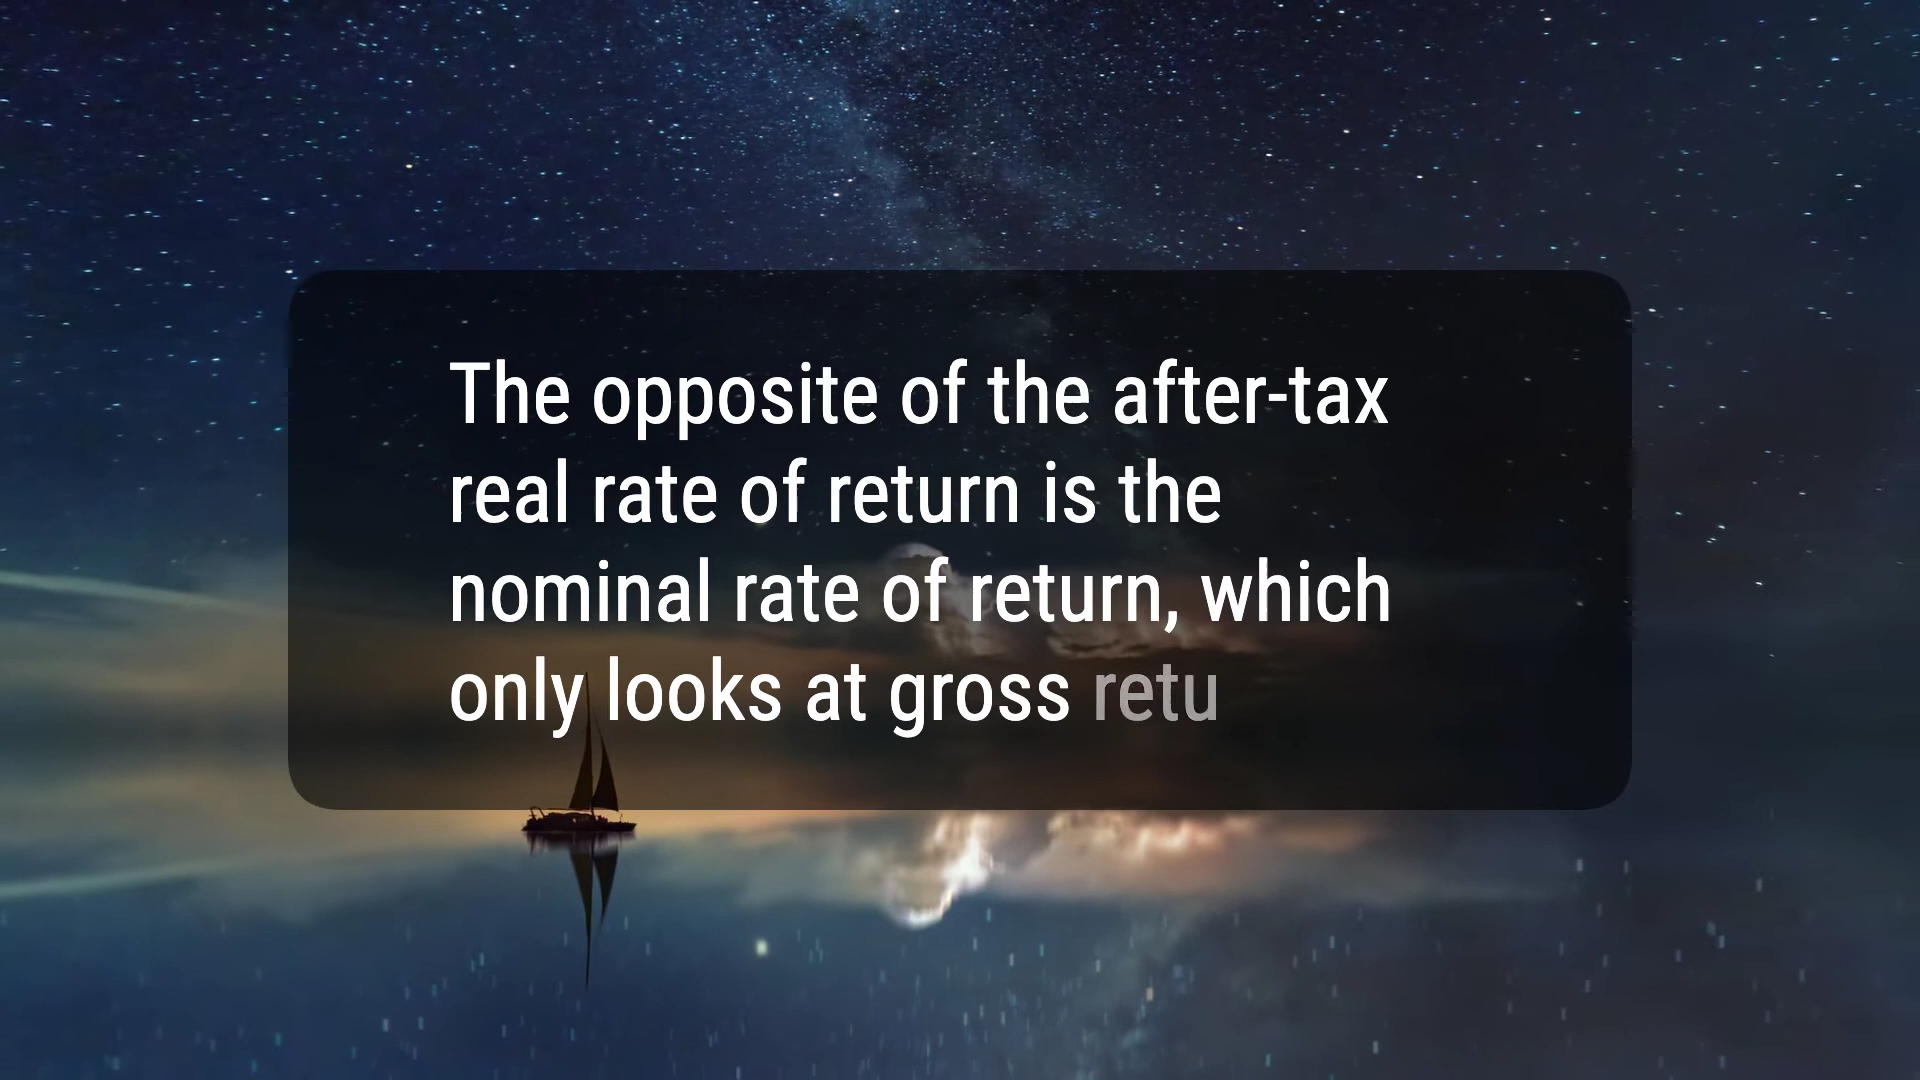 The opposite of the after-tax
real rate of return is the
nominal rate of return, which
only looks at gross retu